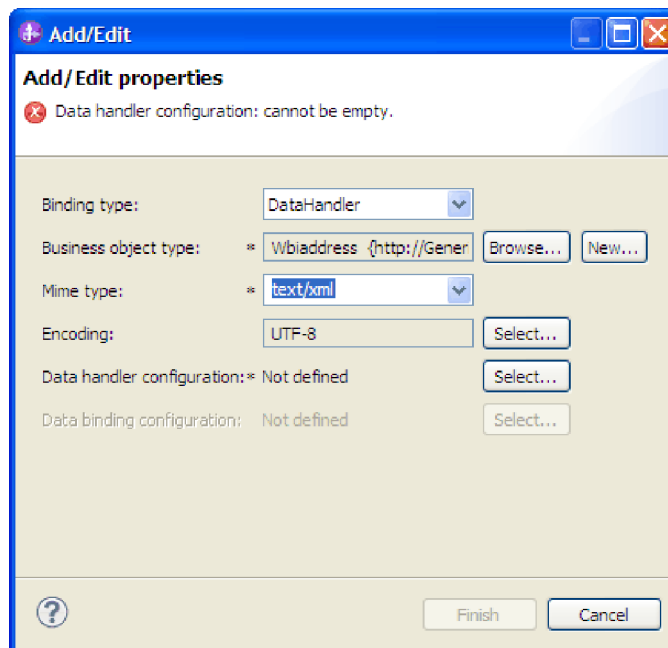 Add/Edit
Add/Edit properties
Data handler configuration: cannot be empty.
Binding type: DataHandler
Business object type: * Wbiaddress {http://Gener Browse... New...
Mime type: * text/xml
Encoding: UTF-8 Select...
Data handler configuration:* Not defined Select...
Data binding configuration: Not defined Select...
? Finish Cancel